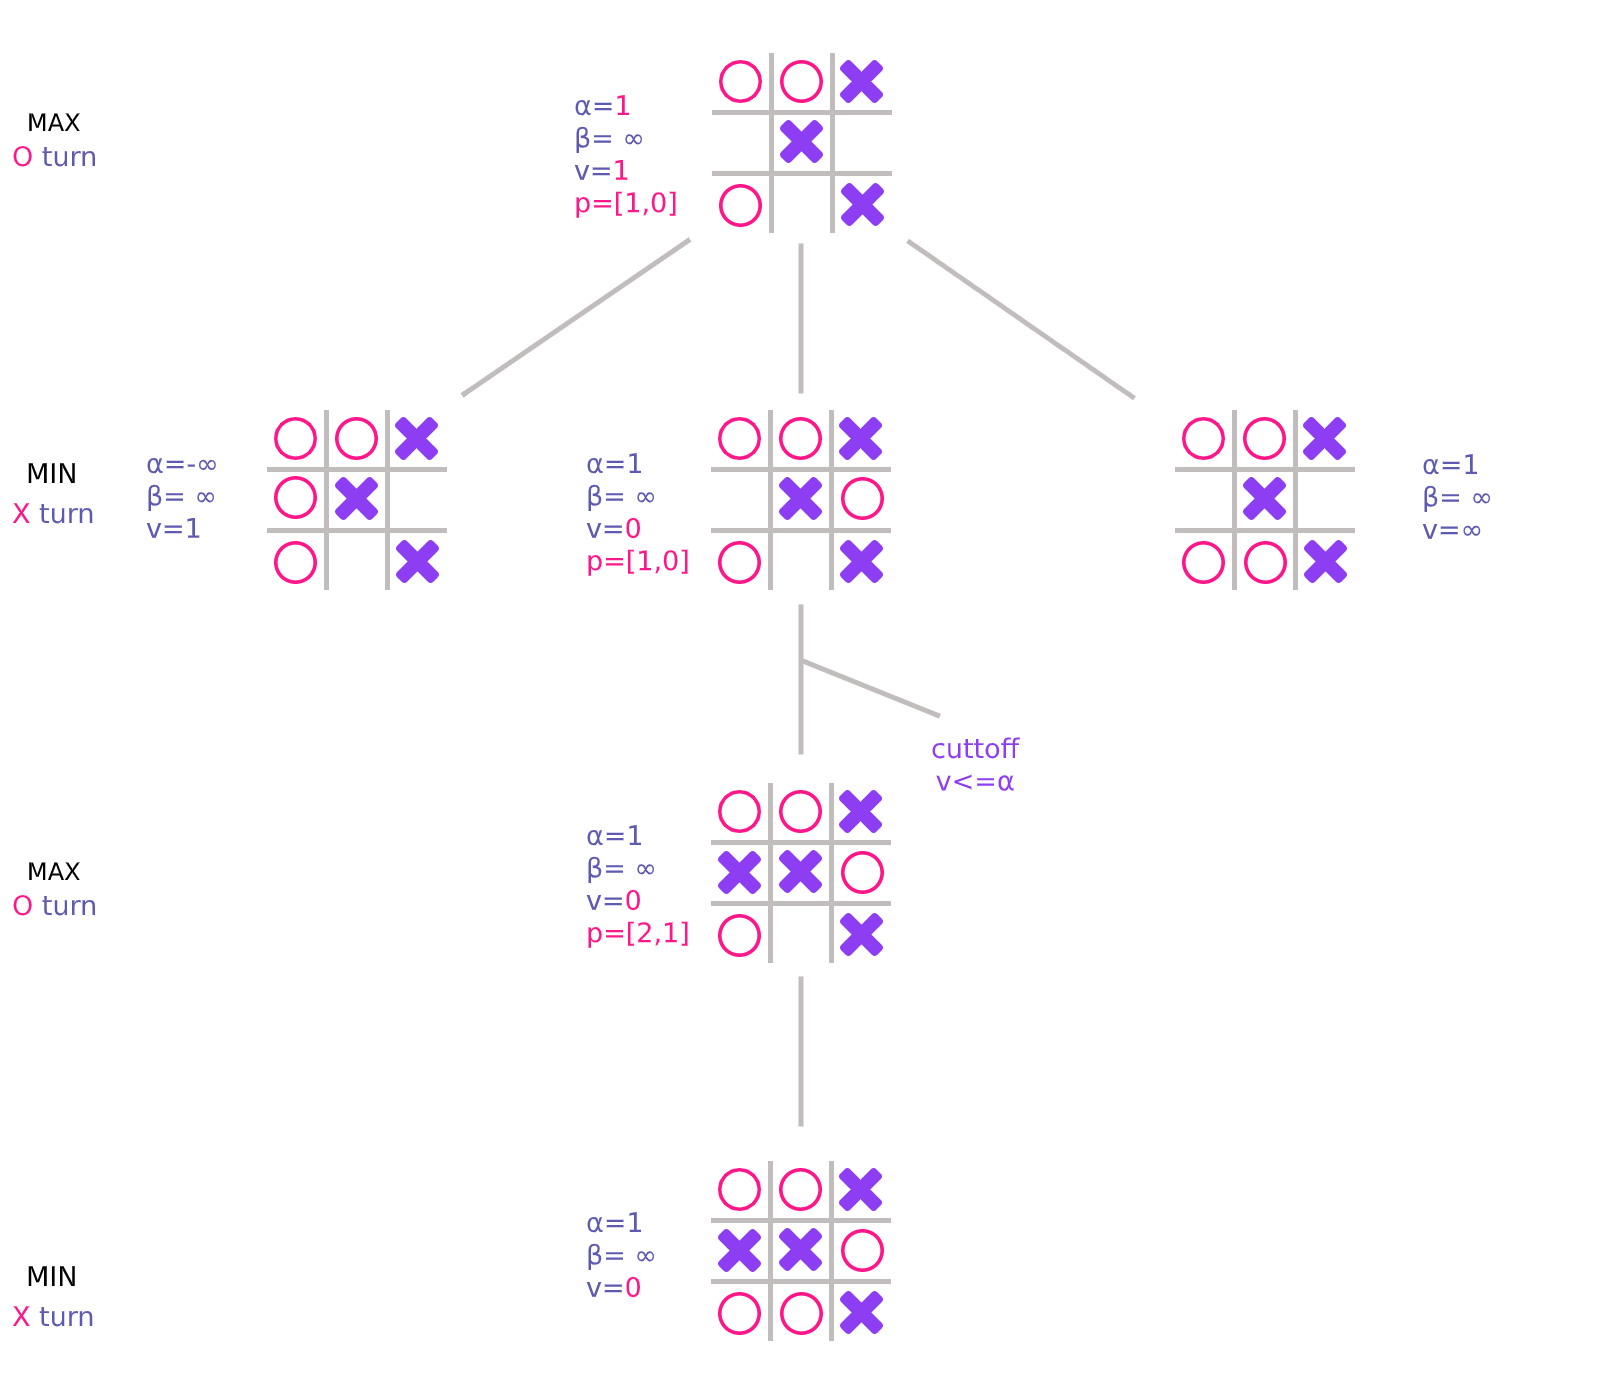 MAX
O turn
α=1
β= ∞
v=1
p=[1,0]
MIN
X turn
α=-∞
β= ∞
v=1
α=1
β= ∞
v=0
p=[1,0]
α=1
β= ∞
v=∞
cuttoff
v<=α
MAX
O turn
α=1
β= ∞
v=0
p=[2,1]
MIN
X turn
α=1
β= ∞
v=0